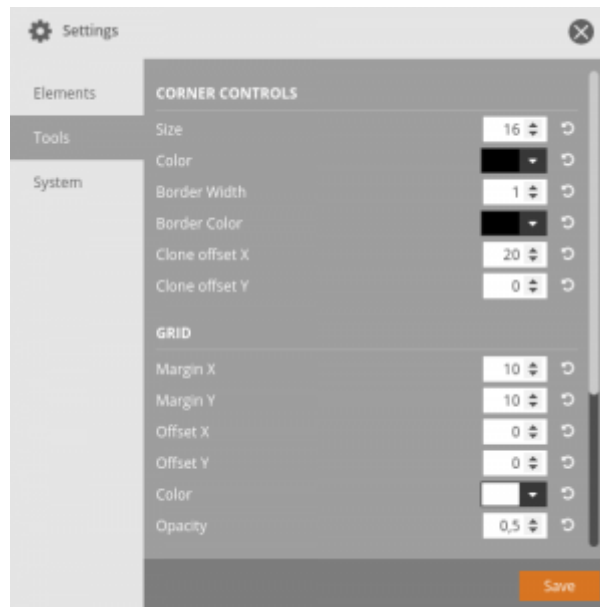 Settings
Elements
Tools
System
CORNER CONTROLS
Size 16
Color
Border Width 1
Border Color
Clone offset X 20
Clone offset Y 0
GRID
Margin X 10
Margin Y 10
Offset X 0
Offset Y 0
Color
Opacity 0,5
Save